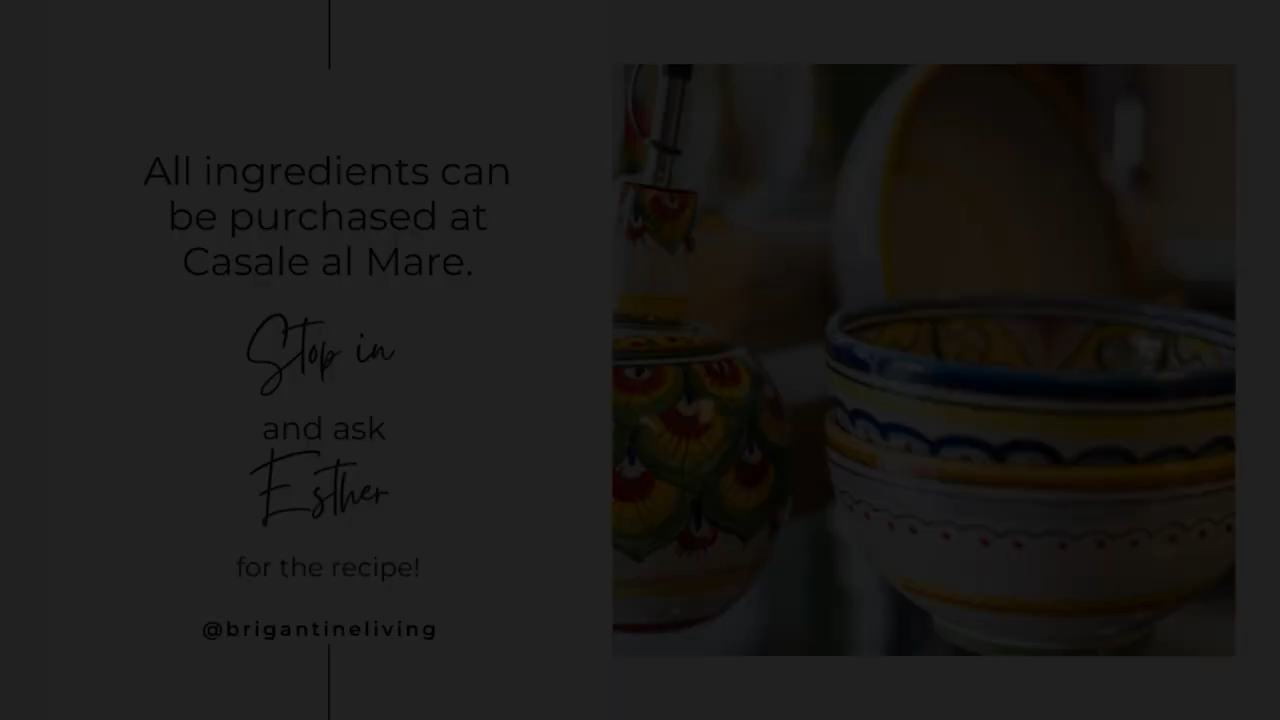 All ingredients can
be purchased at
Casale al Mare.
Stop in
and ask
Esther
for the recipe!
@brigantineliving